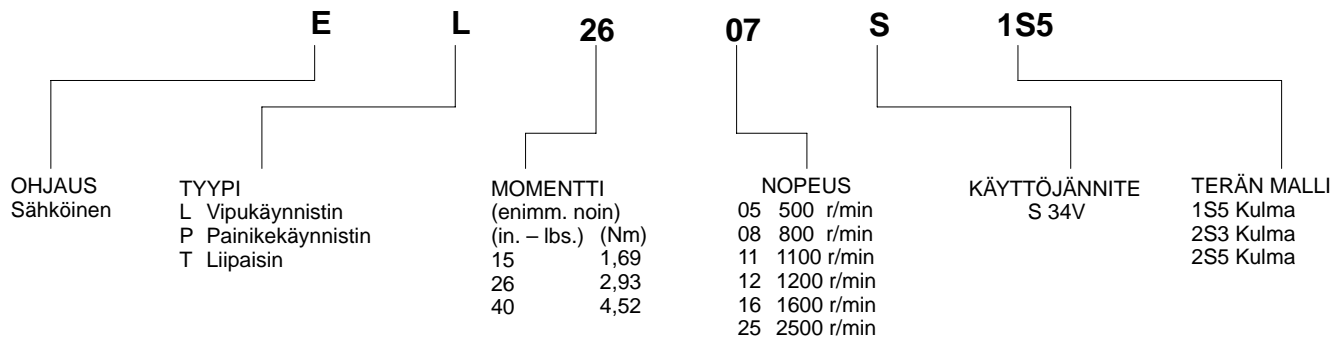 E L 26 07 S 1S5
OHJAUS
Sähköinen
TYYPI
L Vipukäynnistin
P Painikekäynnistin
T Liipaisin
MOMENTTI
(enimm. noin)
(in. – lbs.) (Nm)
15 1,69
26 2,93
40 4,52
NOPEUS
05 500 r/min
08 800 r/min
11 1100 r/min
12 1200 r/min
16 1600 r/min
25 2500 r/min
KÄYTTÖJÄNNITE
S 34V
TERÄN MALLI
1S5 Kulma
2S3 Kulma
2S5 Kulma